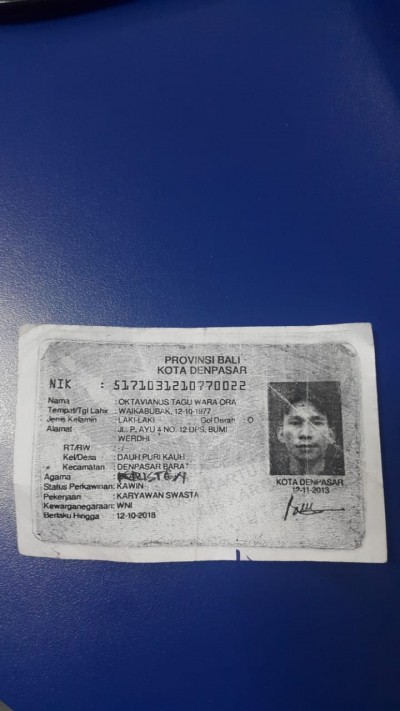 PROVINSI BALI
KOTA DENPASAR
NIK : 5171031210770022
Nama : OKTAVIANUS TAGU WARA ORA
Tempat/Tgl Lahir : WAIKABUBAK, 12-10-1977
Jenis Kelamin : LAKI-LAKI Gol Darah O
Alamat : JL. P. AYU 4 NO. 12 DPS, BUMI
WERDHI
RT/RW : -/-
Kel/Desa : DAUH PURI KAUH
Kecamatan : DENPASAR BARAT
Agama : KRISTEN
Status Perkawinan: KAWIN
Pekerjaan : KARYAWAN SWASTA
Kewarganegaraan: WNI
Berlaku Hingga : 12-10-2018
KOTA DENPASAR
12-11-2013